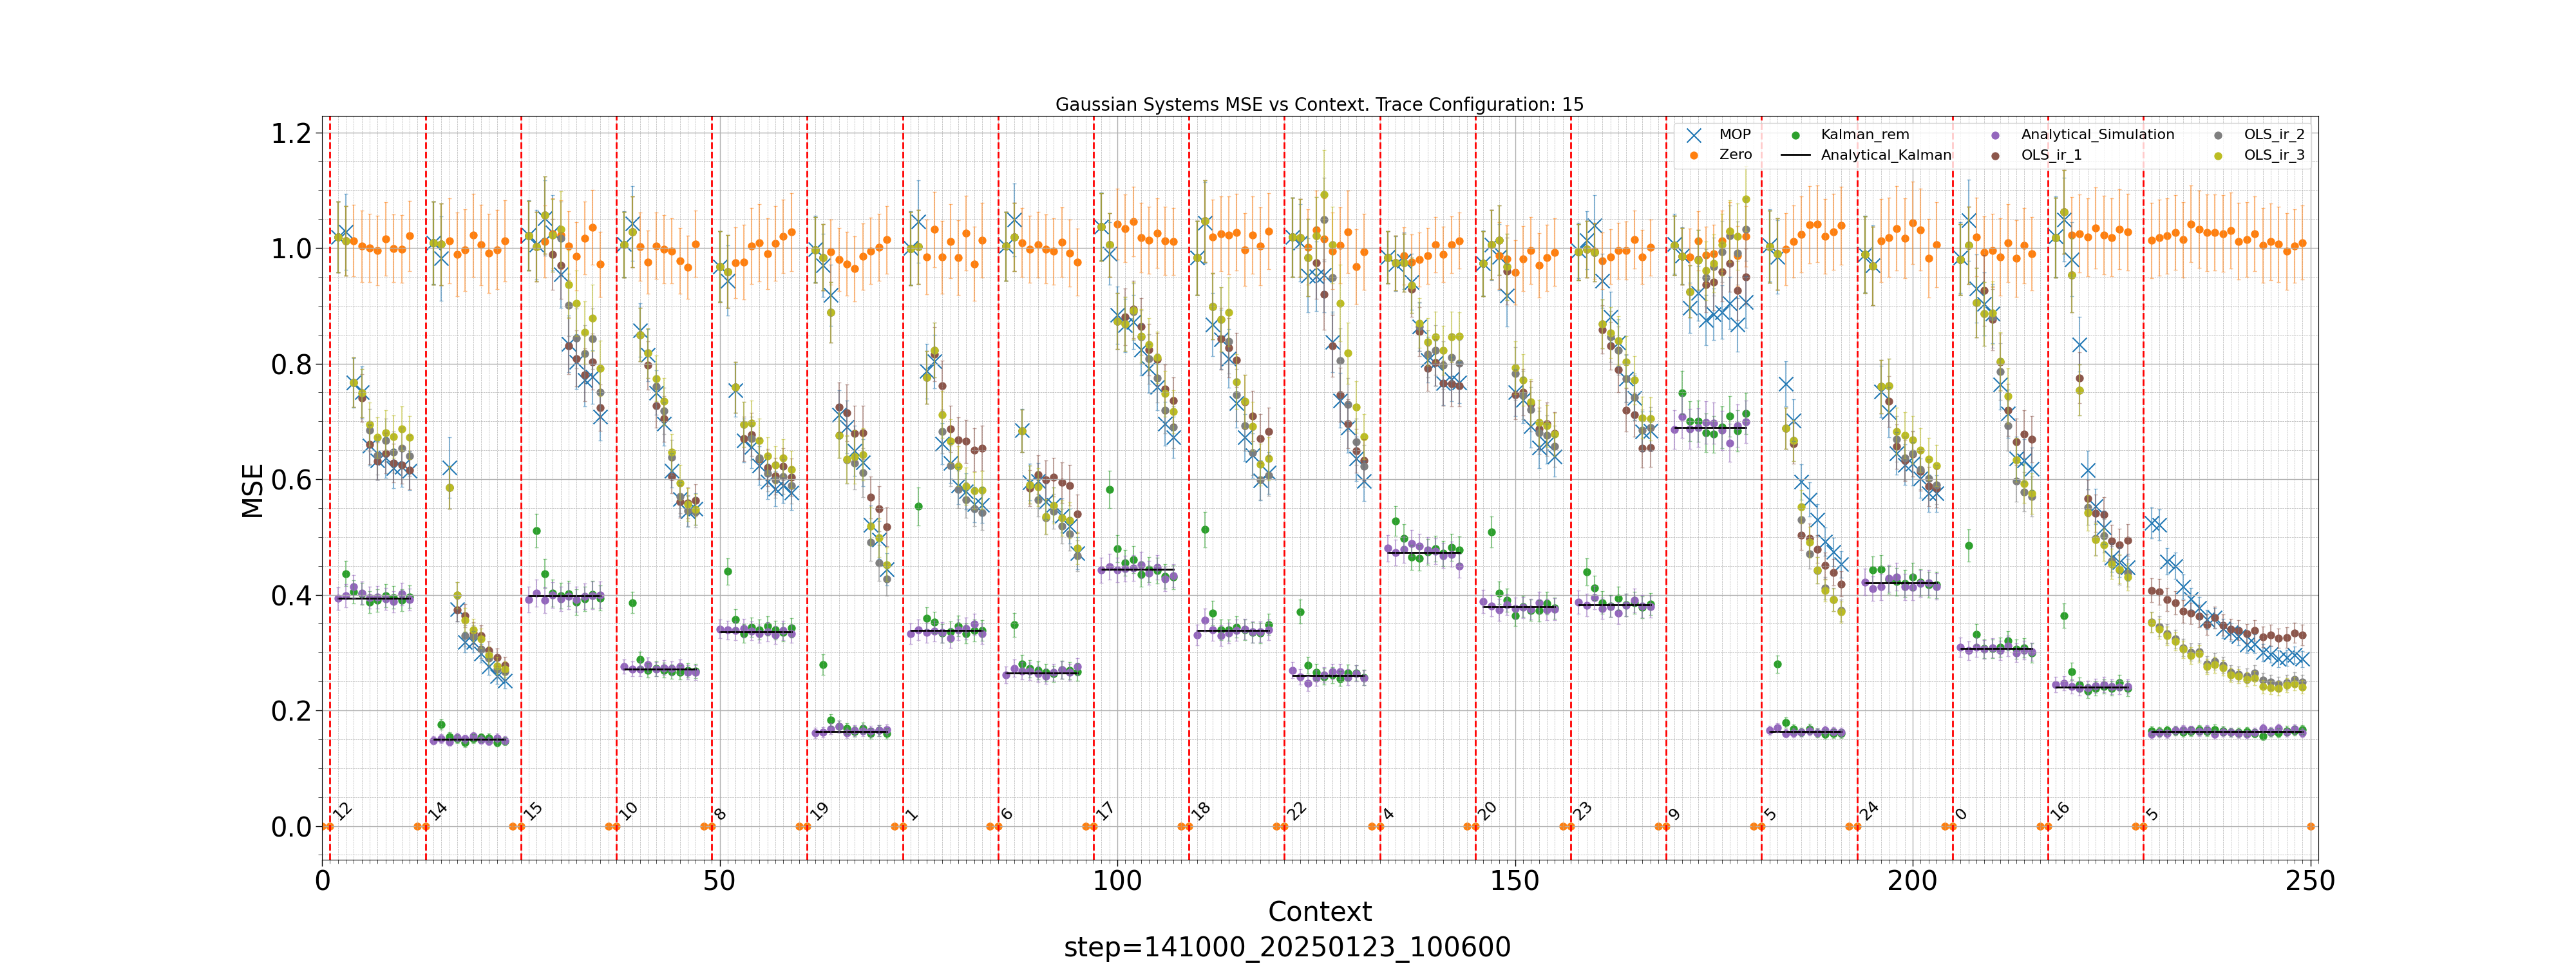 Gaussian Systems MSE vs Context. Trace Configuration: 15
MOP
Zero
Kalman_rem
Analytical_Kalman
Analytical_Simulation
OLS_ir_1
OLS_ir_2
OLS_ir_3
MSE
1.2
1.0
0.8
0.6
0.4
0.2
0.0
12 14 15 10 8 19 1 6 17 18 22 4 20 23 9 5 24 0 16 5
0 50 100 150 200 250
Context
step=141000_20250123_100600